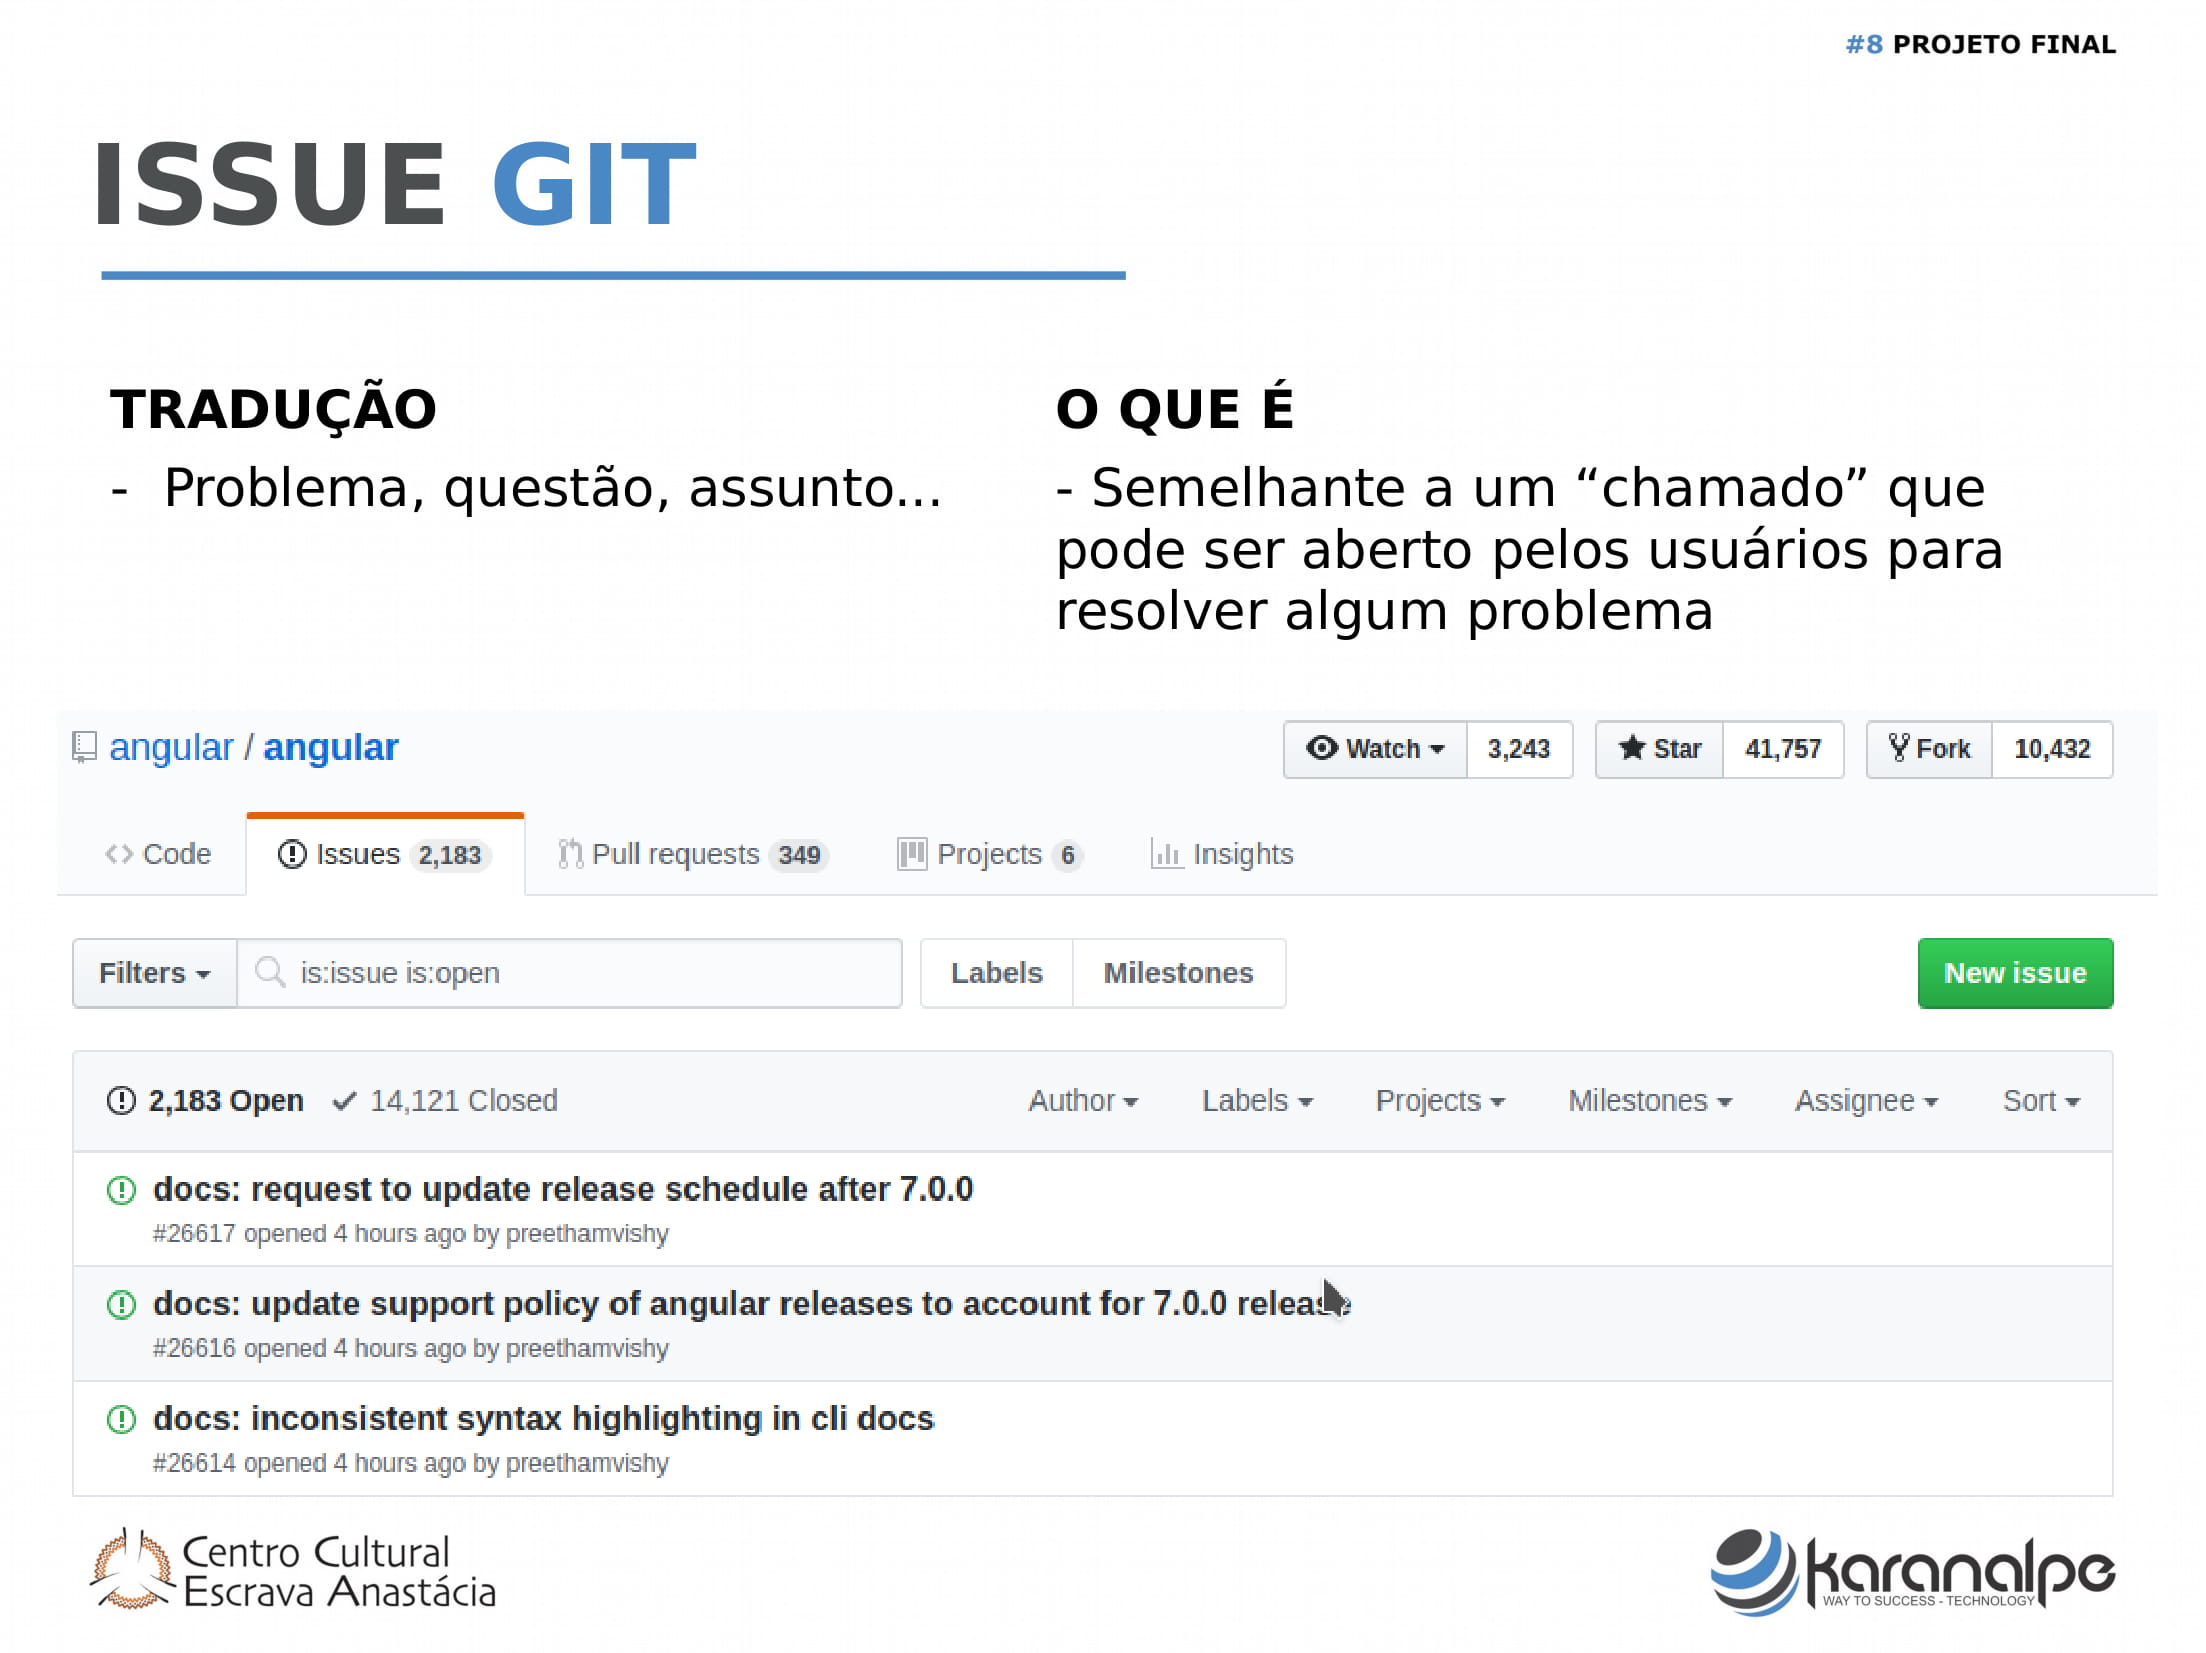 #8 PROJETO FINAL
ISSUE GIT
TRADUÇÃO
- Problema, questão, assunto...
O QUE É
- Semelhante a um “chamado” que
pode ser aberto pelos usuários para
resolver algum problema
angular / angular
Watch 3,243 Star 41,757 Fork 10,432
Code Issues 2,183 Pull requests 349 Projects 6 Insights
Filters is:issue is:open Labels Milestones New issue
2,183 Open 14,121 Closed Author Labels Projects Milestones Assignee Sort
docs: request to update release schedule after 7.0.0
#26617 opened 4 hours ago by preethamvishy
docs: update support policy of angular releases to account for 7.0.0 release
#26616 opened 4 hours ago by preethamvishy
docs: inconsistent syntax highlighting in cli docs
#26614 opened 4 hours ago by preethamvishy
Centro Cultural
Escrava Anastácia
karanalpe
WAY TO SUCCESS - TECHNOLOGY